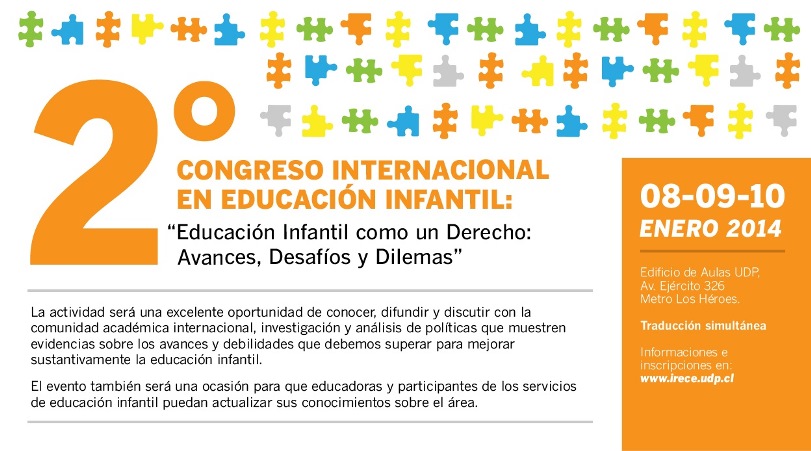 2°
CONGRESO INTERNACIONAL
EN EDUCACIÓN INFANTIL:
“Educación Infantil como un Derecho:
Avances, Desafíos y Dilemas”
La actividad será una excelente oportunidad de conocer, difundir y discutir con la
comunidad académica internacional, investigación y análisis de políticas que muestren
evidencias sobre los avances y debilidades que debemos superar para mejorar
sustantivamente la educación infantil.
El evento también será una ocasión para que educadoras y participantes de los servicios
de educación infantil puedan actualizar sus conocimientos sobre el área.
08-09-10
ENERO 2014
Edificio de Aulas UDP,
Av. Ejército 326
Metro Los Héroes.
Traducción simultánea
Informaciones e
inscripciones en:
www.irece.udp.cl